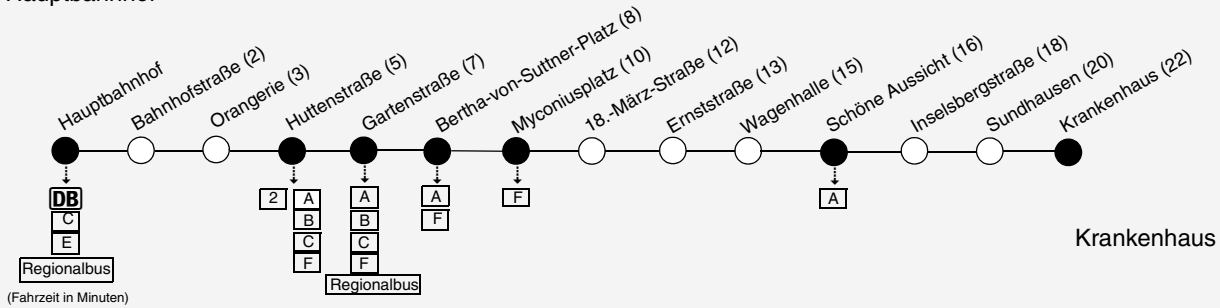 Hauptbahnhof
Hauptbahnhof
Bahnhofstraße (2)
Orangerie (3)
Huttenstraße (5)
Gartenstraße (7)
Bertha-von-Suttner-Platz (8)
Myconiusplatz (10)
18.-März-Straße (12)
Ernststraße (13)
Wagenhalle (15)
Schöne Aussicht (16)
Inselsbergstraße (18)
Sundhausen (20)
Krankenhaus (22)
DB
C
E
Regionalbus
(Fahrzeit in Minuten)
2
A
B
C
F
A
B
C
F
Regionalbus
A
F
F
A
Krankenhaus